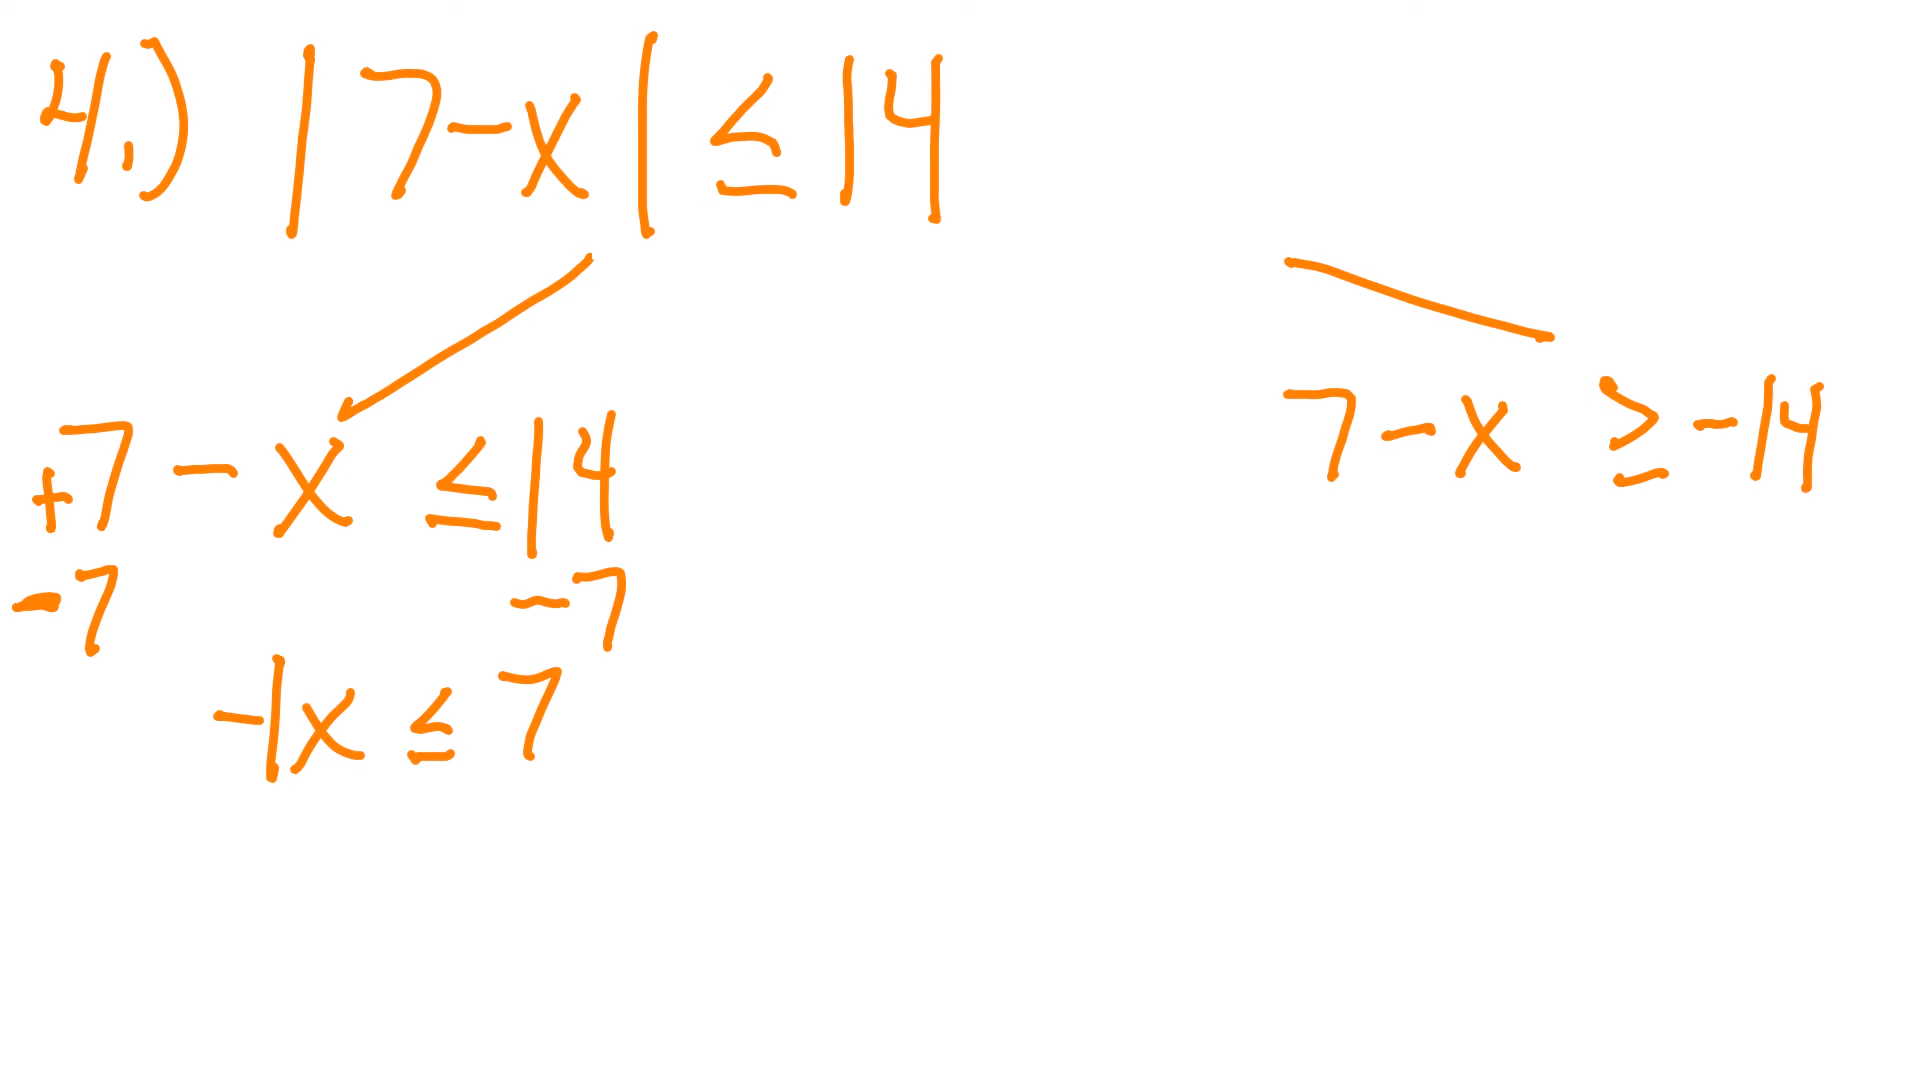 4.) |7-x| ≤ 14
+7 - x ≤ 14
-7 -7
-1x ≤ 7
7-x ≥ -14